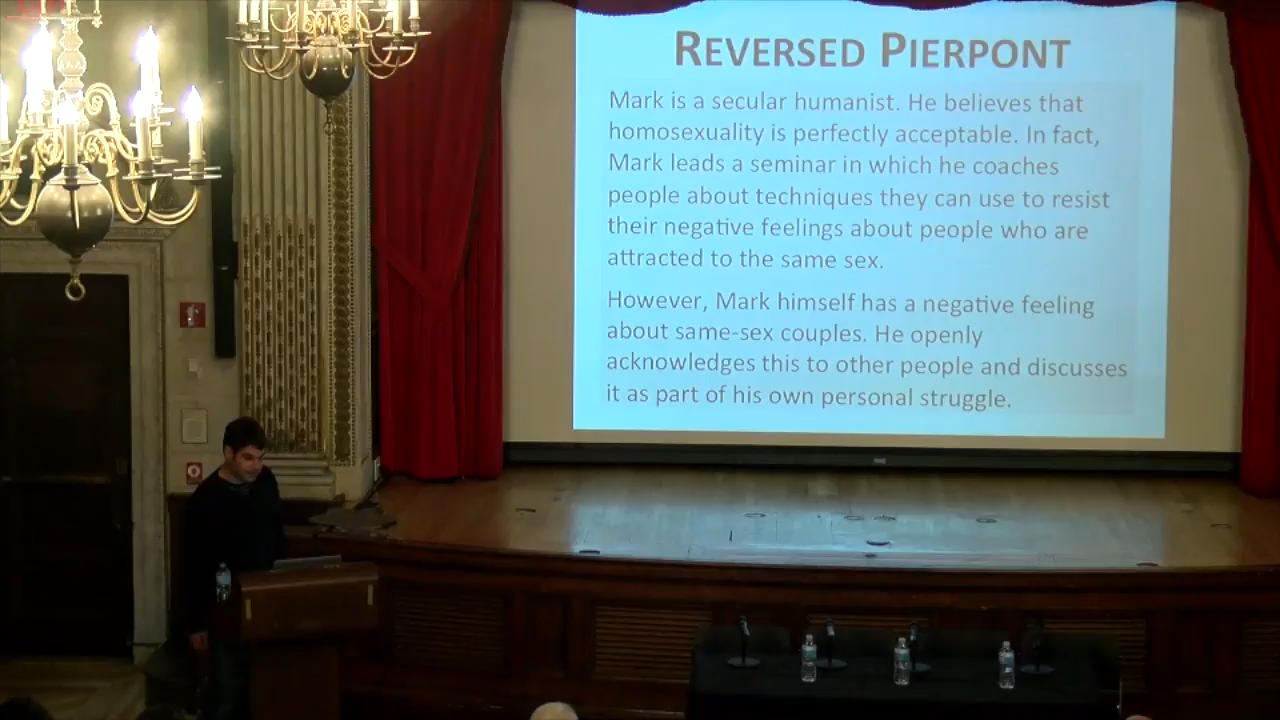 REVERSED PIERPONT
Mark is a secular humanist. He believes that
homosexuality is perfectly acceptable. In fact,
Mark leads a seminar in which he coaches
people about techniques they can use to resist
their negative feelings about people who are
attracted to the same sex.
However, Mark himself has a negative feeling
about same-sex couples. He openly
acknowledges this to other people and discusses
it as part of his own personal struggle.